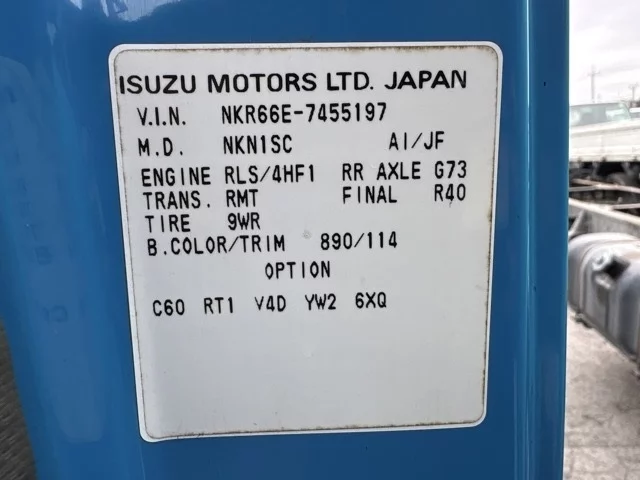 ISUZU MOTORS LTD. JAPAN
V.I.N. NKR66E-7455197
M.D. NKN1SC AI/JF
ENGINE RLS/4HF1 RR AXLE G73
TRANS. RMT FINAL R40
TIRE 9WR
B.COLOR/TRIM 890/114
OPTION
C60 RT1 V4D YW2 6XQ